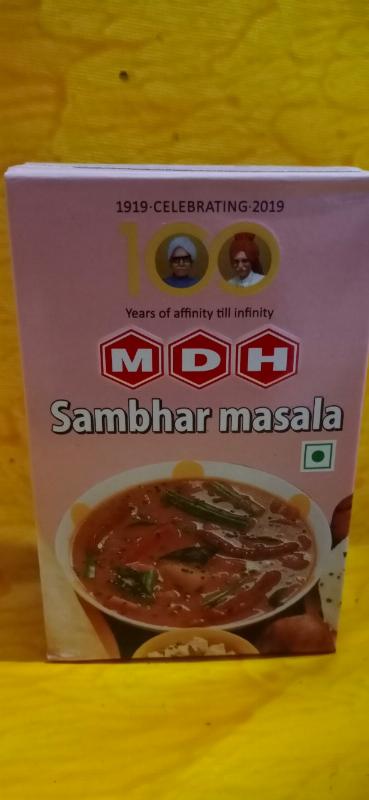 1919·CELEBRATING·2019
100
Years of affinity till infinity
MDH
Sambhar masala